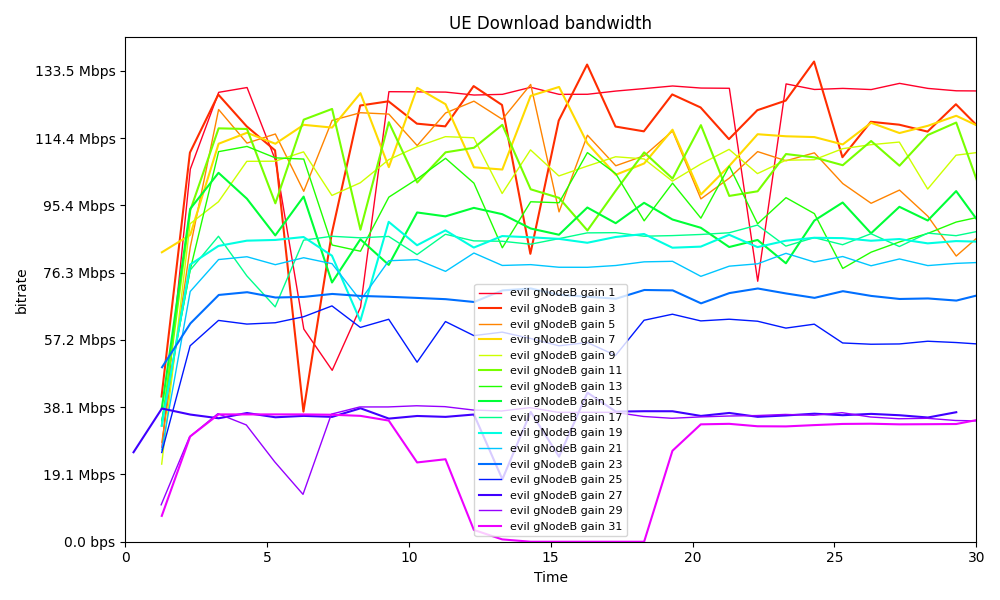 UE Download bandwidth
bitrate
133.5 Mbps
114.4 Mbps
95.4 Mbps
76.3 Mbps
57.2 Mbps
38.1 Mbps
19.1 Mbps
0.0 bps
evil gNodeB gain 1
evil gNodeB gain 3
evil gNodeB gain 5
evil gNodeB gain 7
evil gNodeB gain 9
evil gNodeB gain 11
evil gNodeB gain 13
evil gNodeB gain 15
evil gNodeB gain 17
evil gNodeB gain 19
evil gNodeB gain 21
evil gNodeB gain 23
evil gNodeB gain 25
evil gNodeB gain 27
evil gNodeB gain 29
evil gNodeB gain 31
0 5 10 15 20 25 30
Time